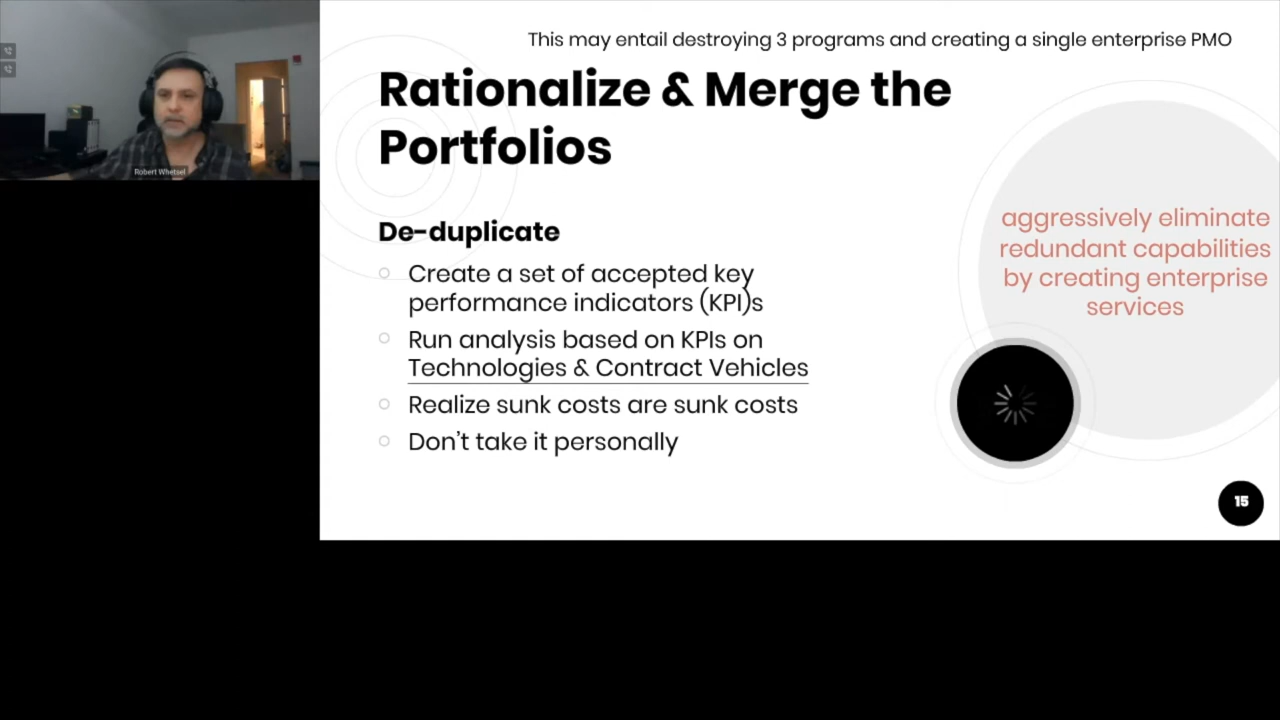 This may entail destroying 3 programs and creating a single enterprise PMO
Rationalize & Merge the
Portfolios
Robert Whetsel
De-duplicate
Create a set of accepted key
performance indicators (KPI)s
Run analysis based on KPIs on
Technologies & Contract Vehicles
Realize sunk costs are sunk costs
Don’t take it personally
aggressively eliminate
redundant capabilities
by creating enterprise
services
15